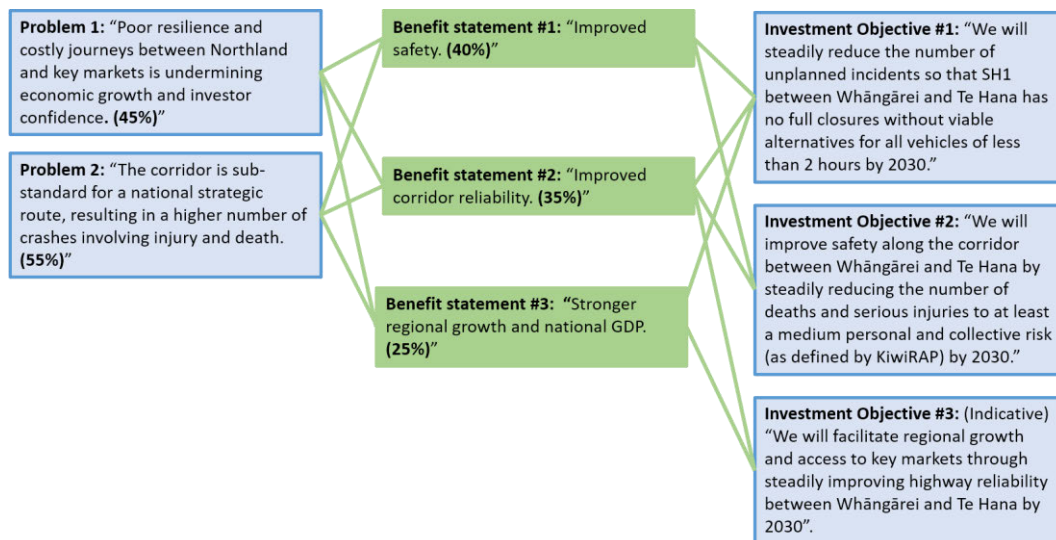 Problem 1: “Poor resilience and
costly journeys between Northland
and key markets is undermining
economic growth and investor
confidence. (45%)”
Problem 2: “The corridor is sub-
standard for a national strategic
route, resulting in a higher number of
crashes involving injury and death.
(55%)”
Benefit statement #1: “Improved
safety. (40%)”
Benefit statement #2: “Improved
corridor reliability. (35%)”
Benefit statement #3: “Stronger
regional growth and national GDP.
(25%)”
Investment Objective #1: “We will
steadily reduce the number of
unplanned incidents so that SH1
between Whāngārei and Te Hana has
no full closures without viable
alternatives for all vehicles of less
than 2 hours by 2030.”
Investment Objective #2: “We will
improve safety along the corridor
between Whāngārei and Te Hana by
steadily reducing the number of
deaths and serious injuries to at least
a medium personal and collective risk
(as defined by KiwiRAP) by 2030.”
Investment Objective #3: (Indicative)
“We will facilitate regional growth
and access to key markets through
steadily improving highway reliability
between Whāngārei and Te Hana by
2030”.